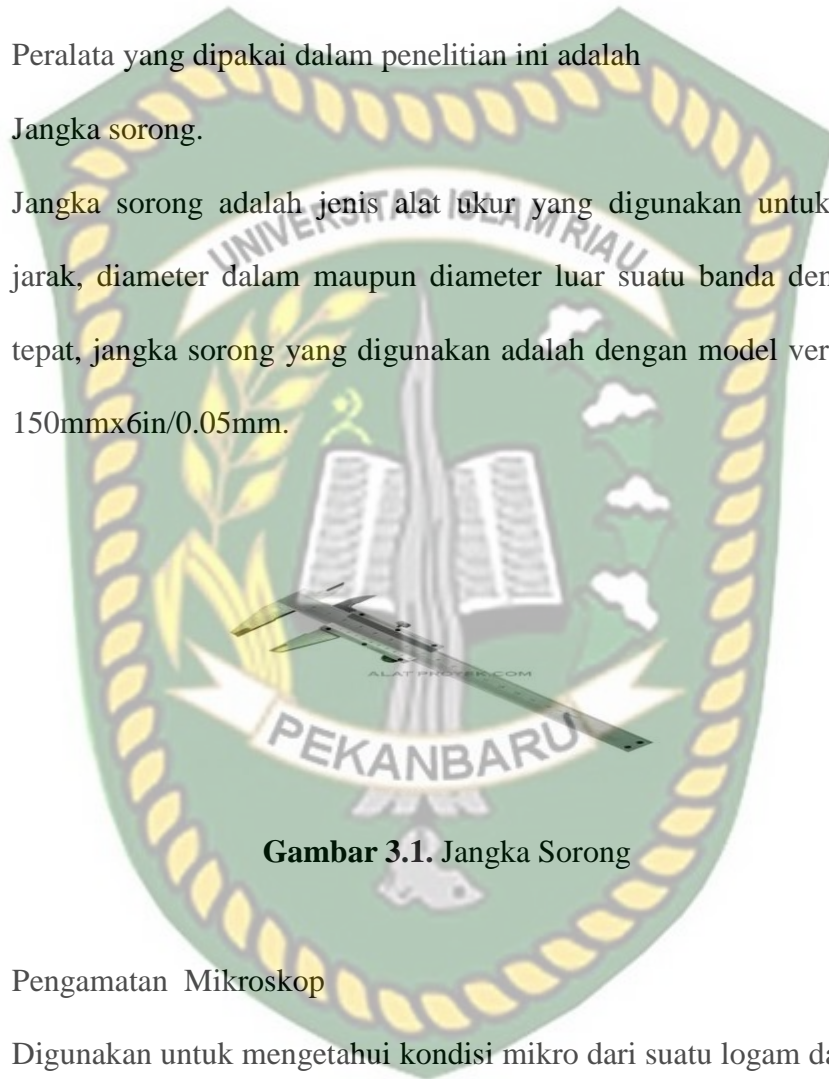 Peralata yang dipakai dalam penelitian ini adalah
Jangka sorong.
Jangka sorong adalah jenis alat ukur yang digunakan untuk
UNIVERSITAS ISLAM RIAU
jarak, diameter dalam maupun diameter luar suatu banda den
tepat, jangka sorong yang digunakan adalah dengan model ver
150mmx6in/0.05mm.
ALAT PROYEK.COM
PEKANBARU
Gambar 3.1. Jangka Sorong
Pengamatan Mikroskop
Digunakan untuk mengetahui kondisi mikro dari suatu logam da